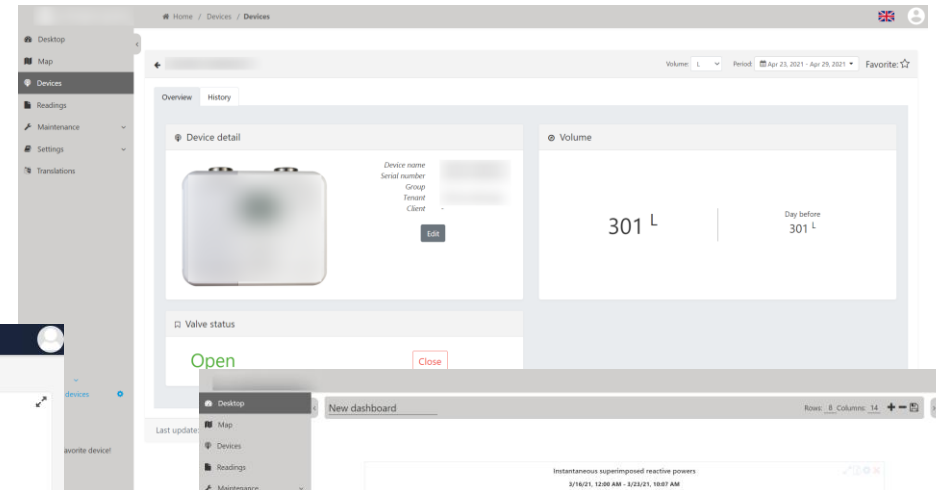 Home / Devices / Devices
Desktop
Map
Devices
Readings
Maintenance
Settings
Translations
Volume: L Period: Apr 23, 2021 - Apr 29, 2021 Favorite:
Overview History
Device detail
Device name
Serial number
Group
Tenant
Client -
Edit
Volume
301 L
Day before
301 L
Valve status
Open
Close
Last update
devices
avorite device!
Desktop
Map
Devices
Readings
Maintenance
New dashboard
Rows: 8 Columns: 14
Instantaneous superimposed reactive powers
3/16/21, 12:00 AM - 3/23/21, 10:07 AM